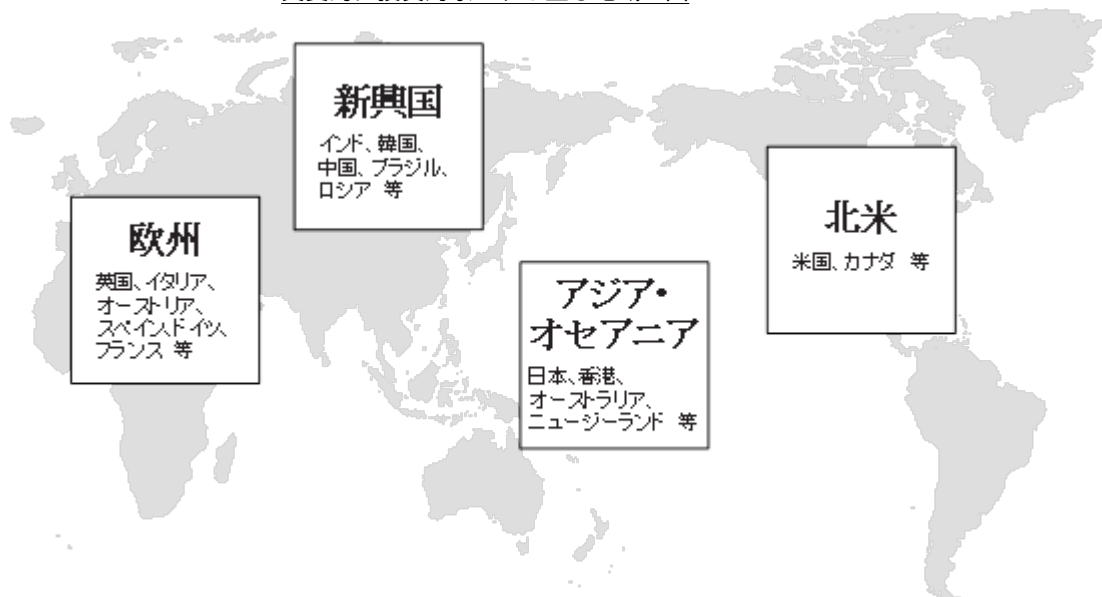 新興国
インド、韓国、
中国、ブラジル、
ロシア 等
欧州
英国、イタリア、
オーストリア、
スペイン、ドイツ、
フランス 等
北米
米国、カナダ 等
アジア・
オセアニア
日本、香港、
オーストラリア、
ニュージーランド 等